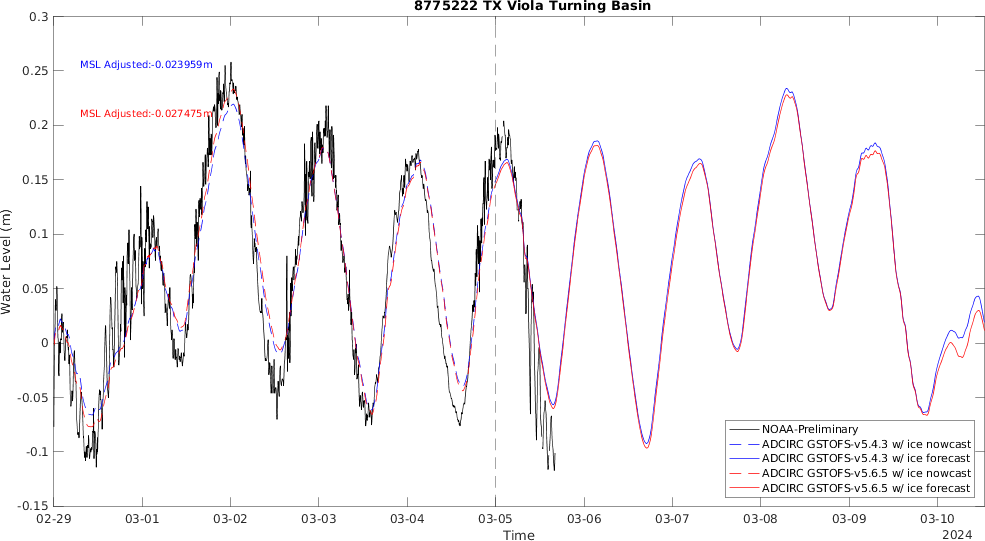 8775222 TX Viola Turning Basin
0.3
0.25
0.2
0.15
0.1
0.05
0
-0.05
-0.1
-0.15
Water Level (m)
MSL Adjusted:-0.023959m
MSL Adjusted:-0.027475m
NOAA-Preliminary
ADCIRC GSTOFS-v5.4.3 w/ ice nowcast
ADCIRC GSTOFS-v5.4.3 w/ ice forecast
ADCIRC GSTOFS-v5.6.5 w/ ice nowcast
ADCIRC GSTOFS-v5.6.5 w/ ice forecast
02-29 03-01 03-02 03-03 03-04 03-05 03-06 03-07 03-08 03-09 03-10
Time
2024